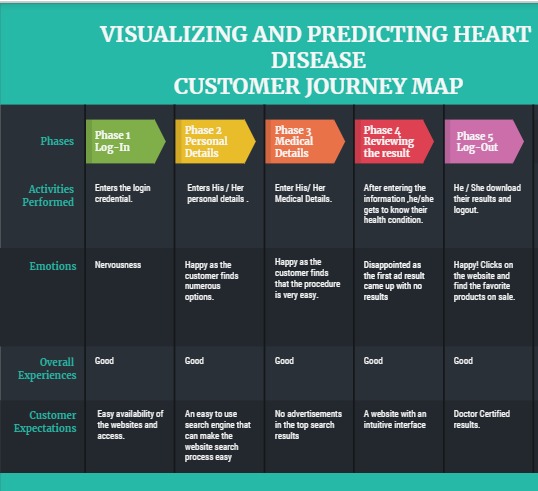 VISUALIZING AND PREDICTING HEART
DISEASE
CUSTOMER JOURNEY MAP
Phases
Phase 1
Log-In
Phase 2
Personal
Details
Phase 3
Medical
Details
Phase 4
Reviewing
the result
Phase 5
Log-Out
Activities
Performed
Enters the login
credential.
Enters His / Her
personal details .
Enter His/ Her
Medical Details.
After entering the
information ,he/she
gets to know their
health condition.
He / She download
their results and
logout.
Emotions
Nervousness
Happy as the
customer finds
numerous
options.
Happy as the
customer finds
that the procedure
is very easy.
Disappointed as
the first ad result
came up with no
results
Happy! Clicks on
the website and
find the favorite
products on sale.
Overall
Experiences
Good
Good
Good
Good
Good
Customer
Expectations
Easy availability of
the websites and
access.
An easy to use
search engine that
can make the
website search
process easy
No advertisements
in the top search
results
A website with an
intuitive interface
Doctor Certified
results.